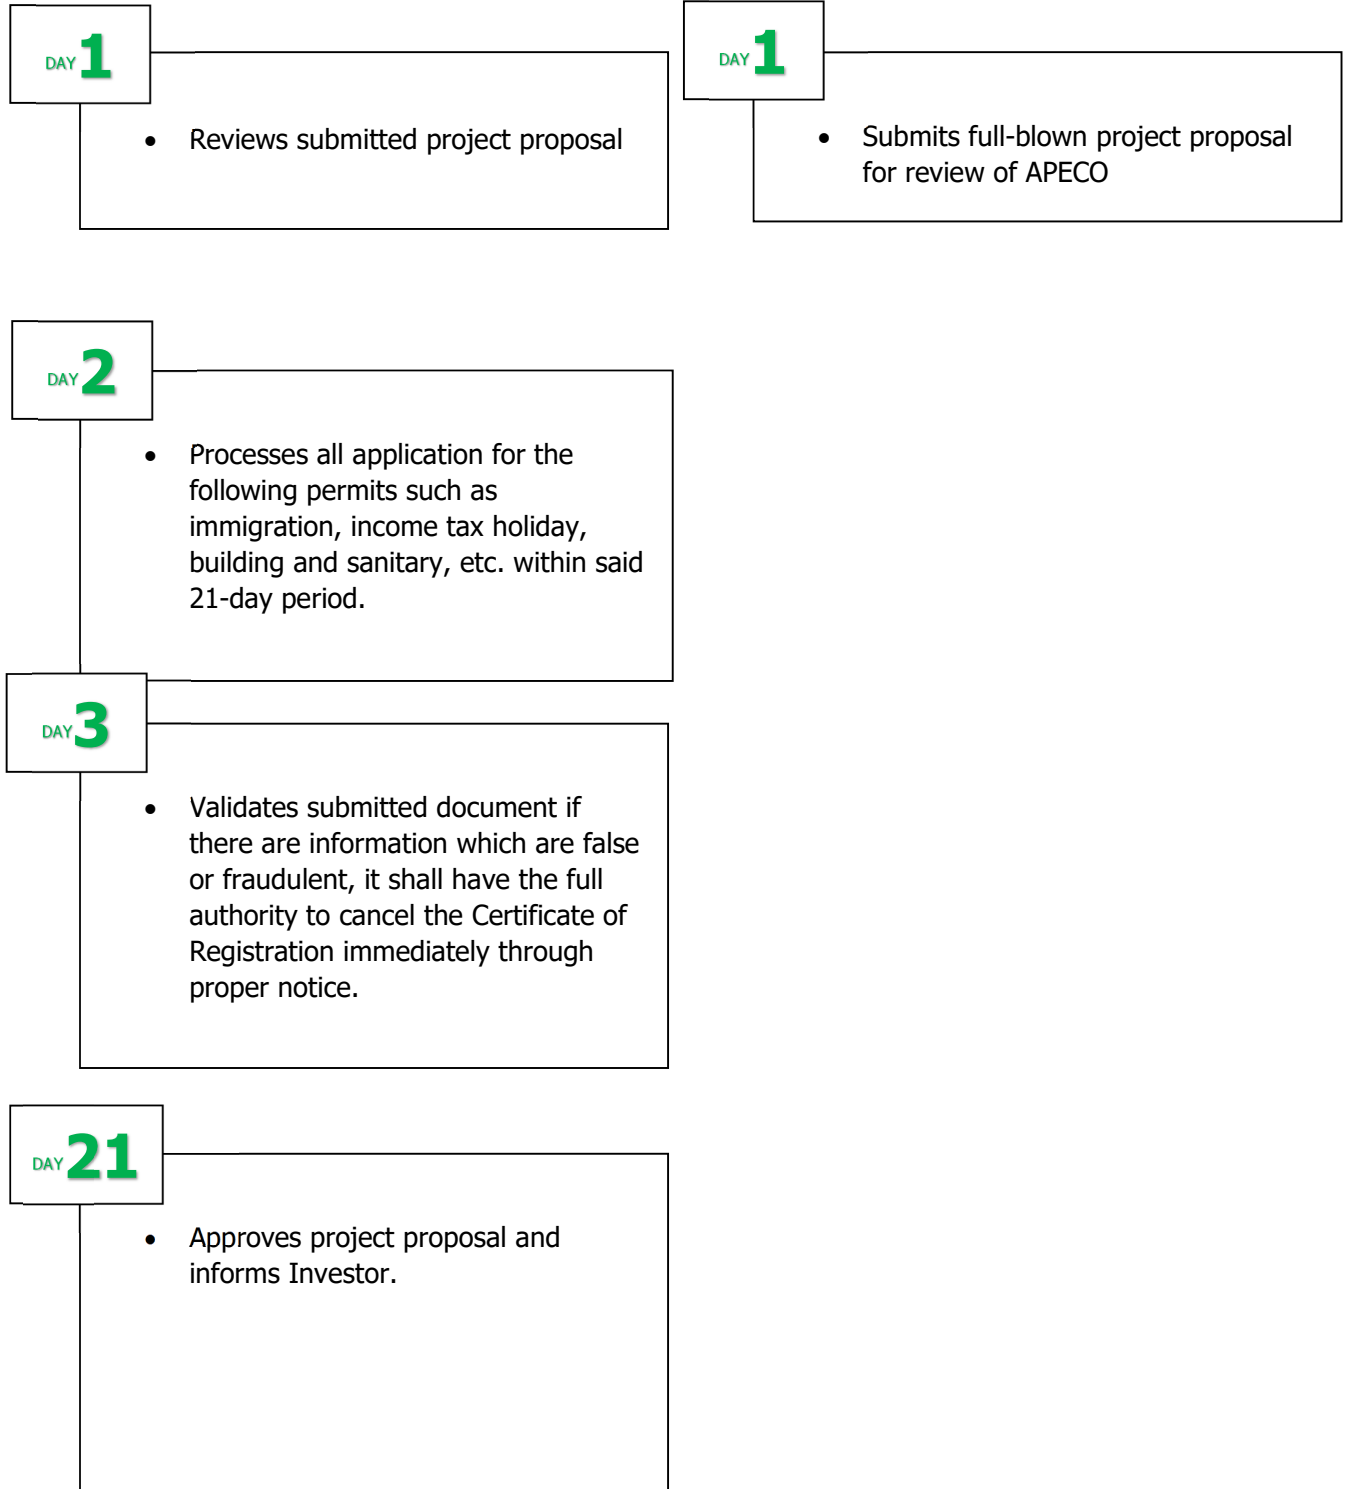 DAY 1
• Reviews submitted project proposal
DAY 1
• Submits full-blown project proposal
for review of APECO
DAY 2
• Processes all application for the
following permits such as
immigration, income tax holiday,
building and sanitary, etc. within said
21-day period.
DAY 3
• Validates submitted document if
there are information which are false
or fraudulent, it shall have the full
authority to cancel the Certificate of
Registration immediately through
proper notice.
DAY 21
• Approves project proposal and
informs Investor.